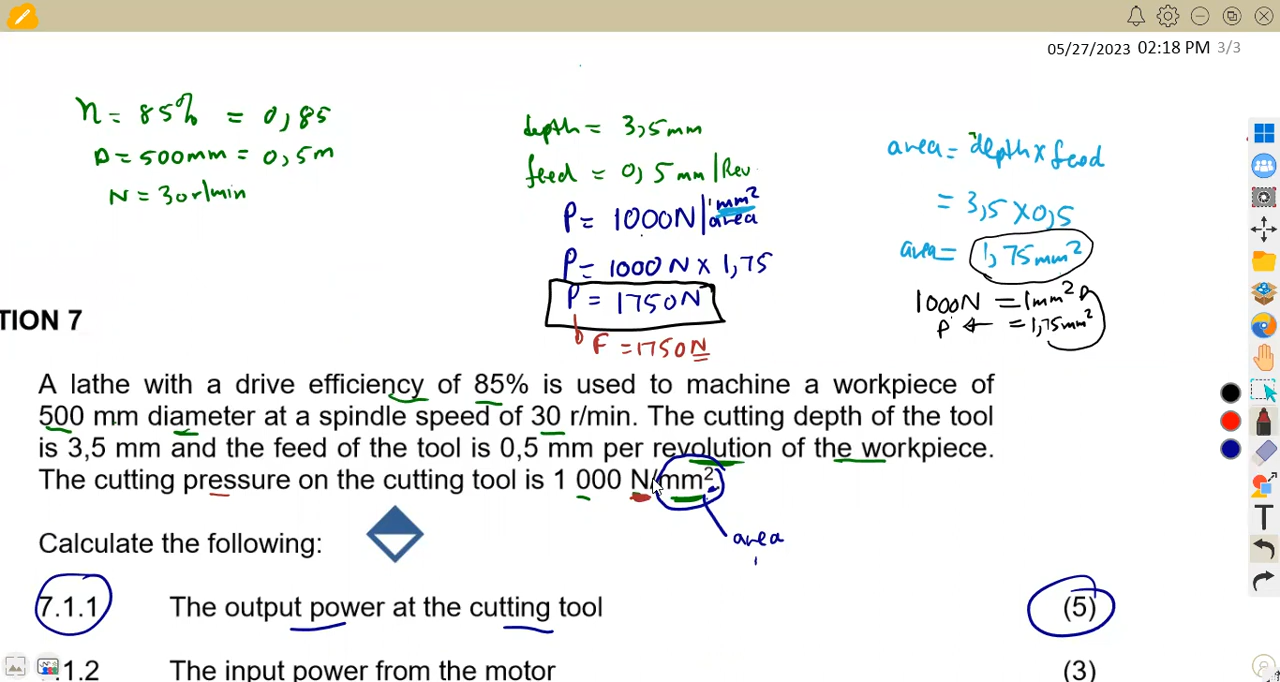 05/27/2023 02:18 PM 3/3
η = 85% = 0,85
D = 500mm = 0,5m
N = 30r/min
depth = 3,5mm
feed = 0,5mm/Rev
P = 1000N/mm²
area
P = 1000N × 1,75
P = 1750N
F = 1750N
area = depth × feed
= 3,5 × 0,5
area = 1,75mm²
1000N = 1mm²
P ← = 1,75mm²
TION 7
A lathe with a drive efficiency of 85% is used to machine a workpiece of
500 mm diameter at a spindle speed of 30 r/min. The cutting depth of the tool
is 3,5 mm and the feed of the tool is 0,5 mm per revolution of the workpiece.
The cutting pressure on the cutting tool is 1 000 N/mm²
area
Calculate the following:
7.1.1 The output power at the cutting tool (5)
.1.2 The input power from the motor (3)
T